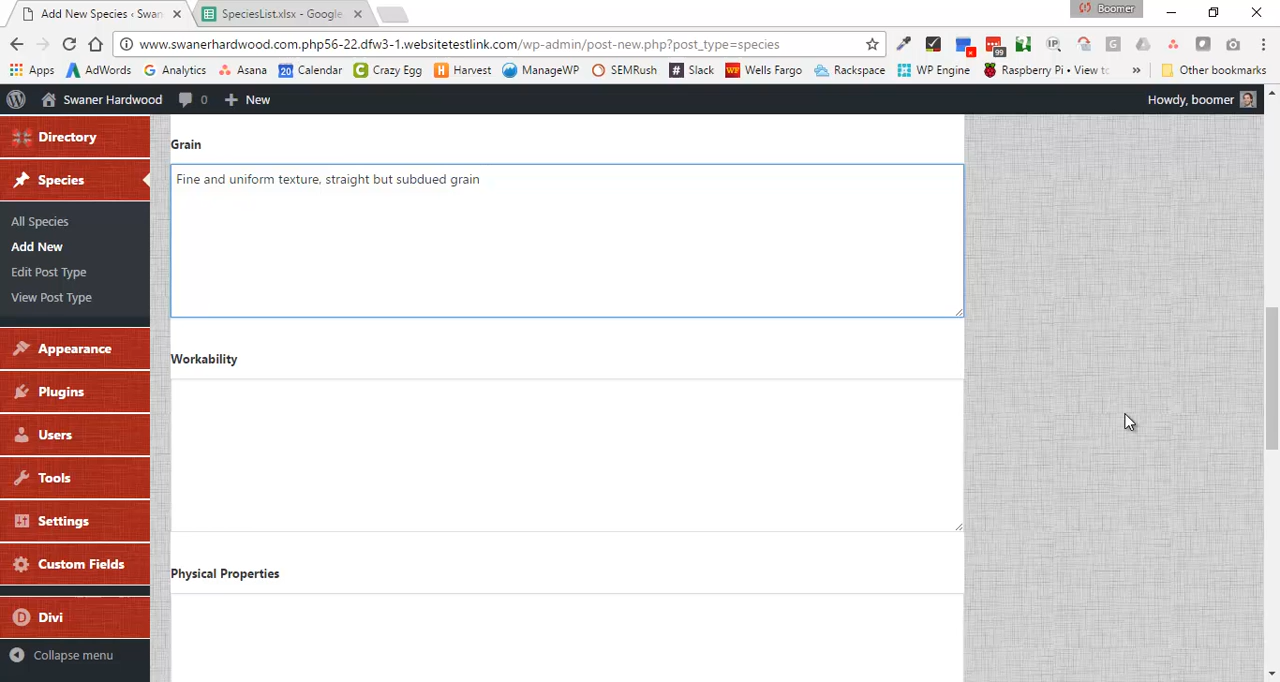 Add New Species ‹ Swan
SpeciesList.xlsx - Google
Boomer
www.swanerhardwood.com.php56-22.dfw3-1.websitetestlink.com/wp-admin/post-new.php?post_type=species
Apps AdWords Analytics Asana 20 Calendar Crazy Egg Harvest ManageWP SEMRush Slack Wells Fargo Rackspace WP Engine Raspberry Pi • View to » Other bookmarks
Swaner Hardwood 0 New Howdy, boomer
Directory
Species
All Species
Add New
Edit Post Type
View Post Type
Appearance
Plugins
Users
Tools
Settings
Custom Fields
Divi
Collapse menu
Grain
Fine and uniform texture, straight but subdued grain
Workability
Physical Properties